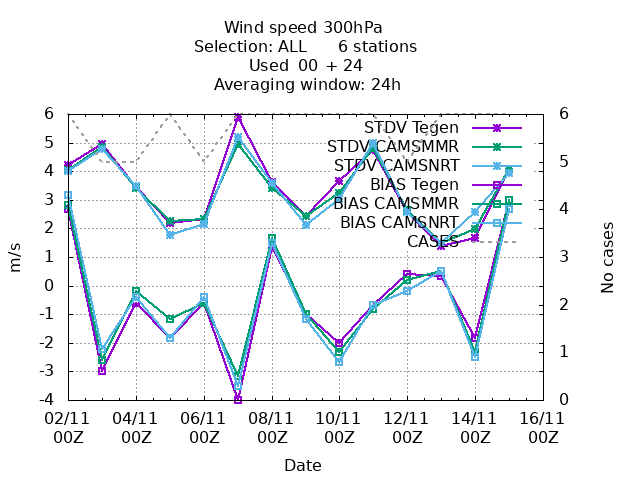 Wind speed 300hPa
Selection: ALL 6 stations
Used 00 + 24
Averaging window: 24h
6 6
STDV Tegen
5 5
STDV CAMSMMR
4
STDV CAMSNRT
3
BIAS Tegen
4
BIAS CAMSMMR
2
BIAS CAMSNRT
CASES
1 3
0
2
-1
-2
1
-3
-4 0
m/s
No cases
02/11 04/11 06/11 08/11 10/11 12/11 14/11 16/11
00Z 00Z 00Z 00Z 00Z 00Z 00Z 00Z
Date